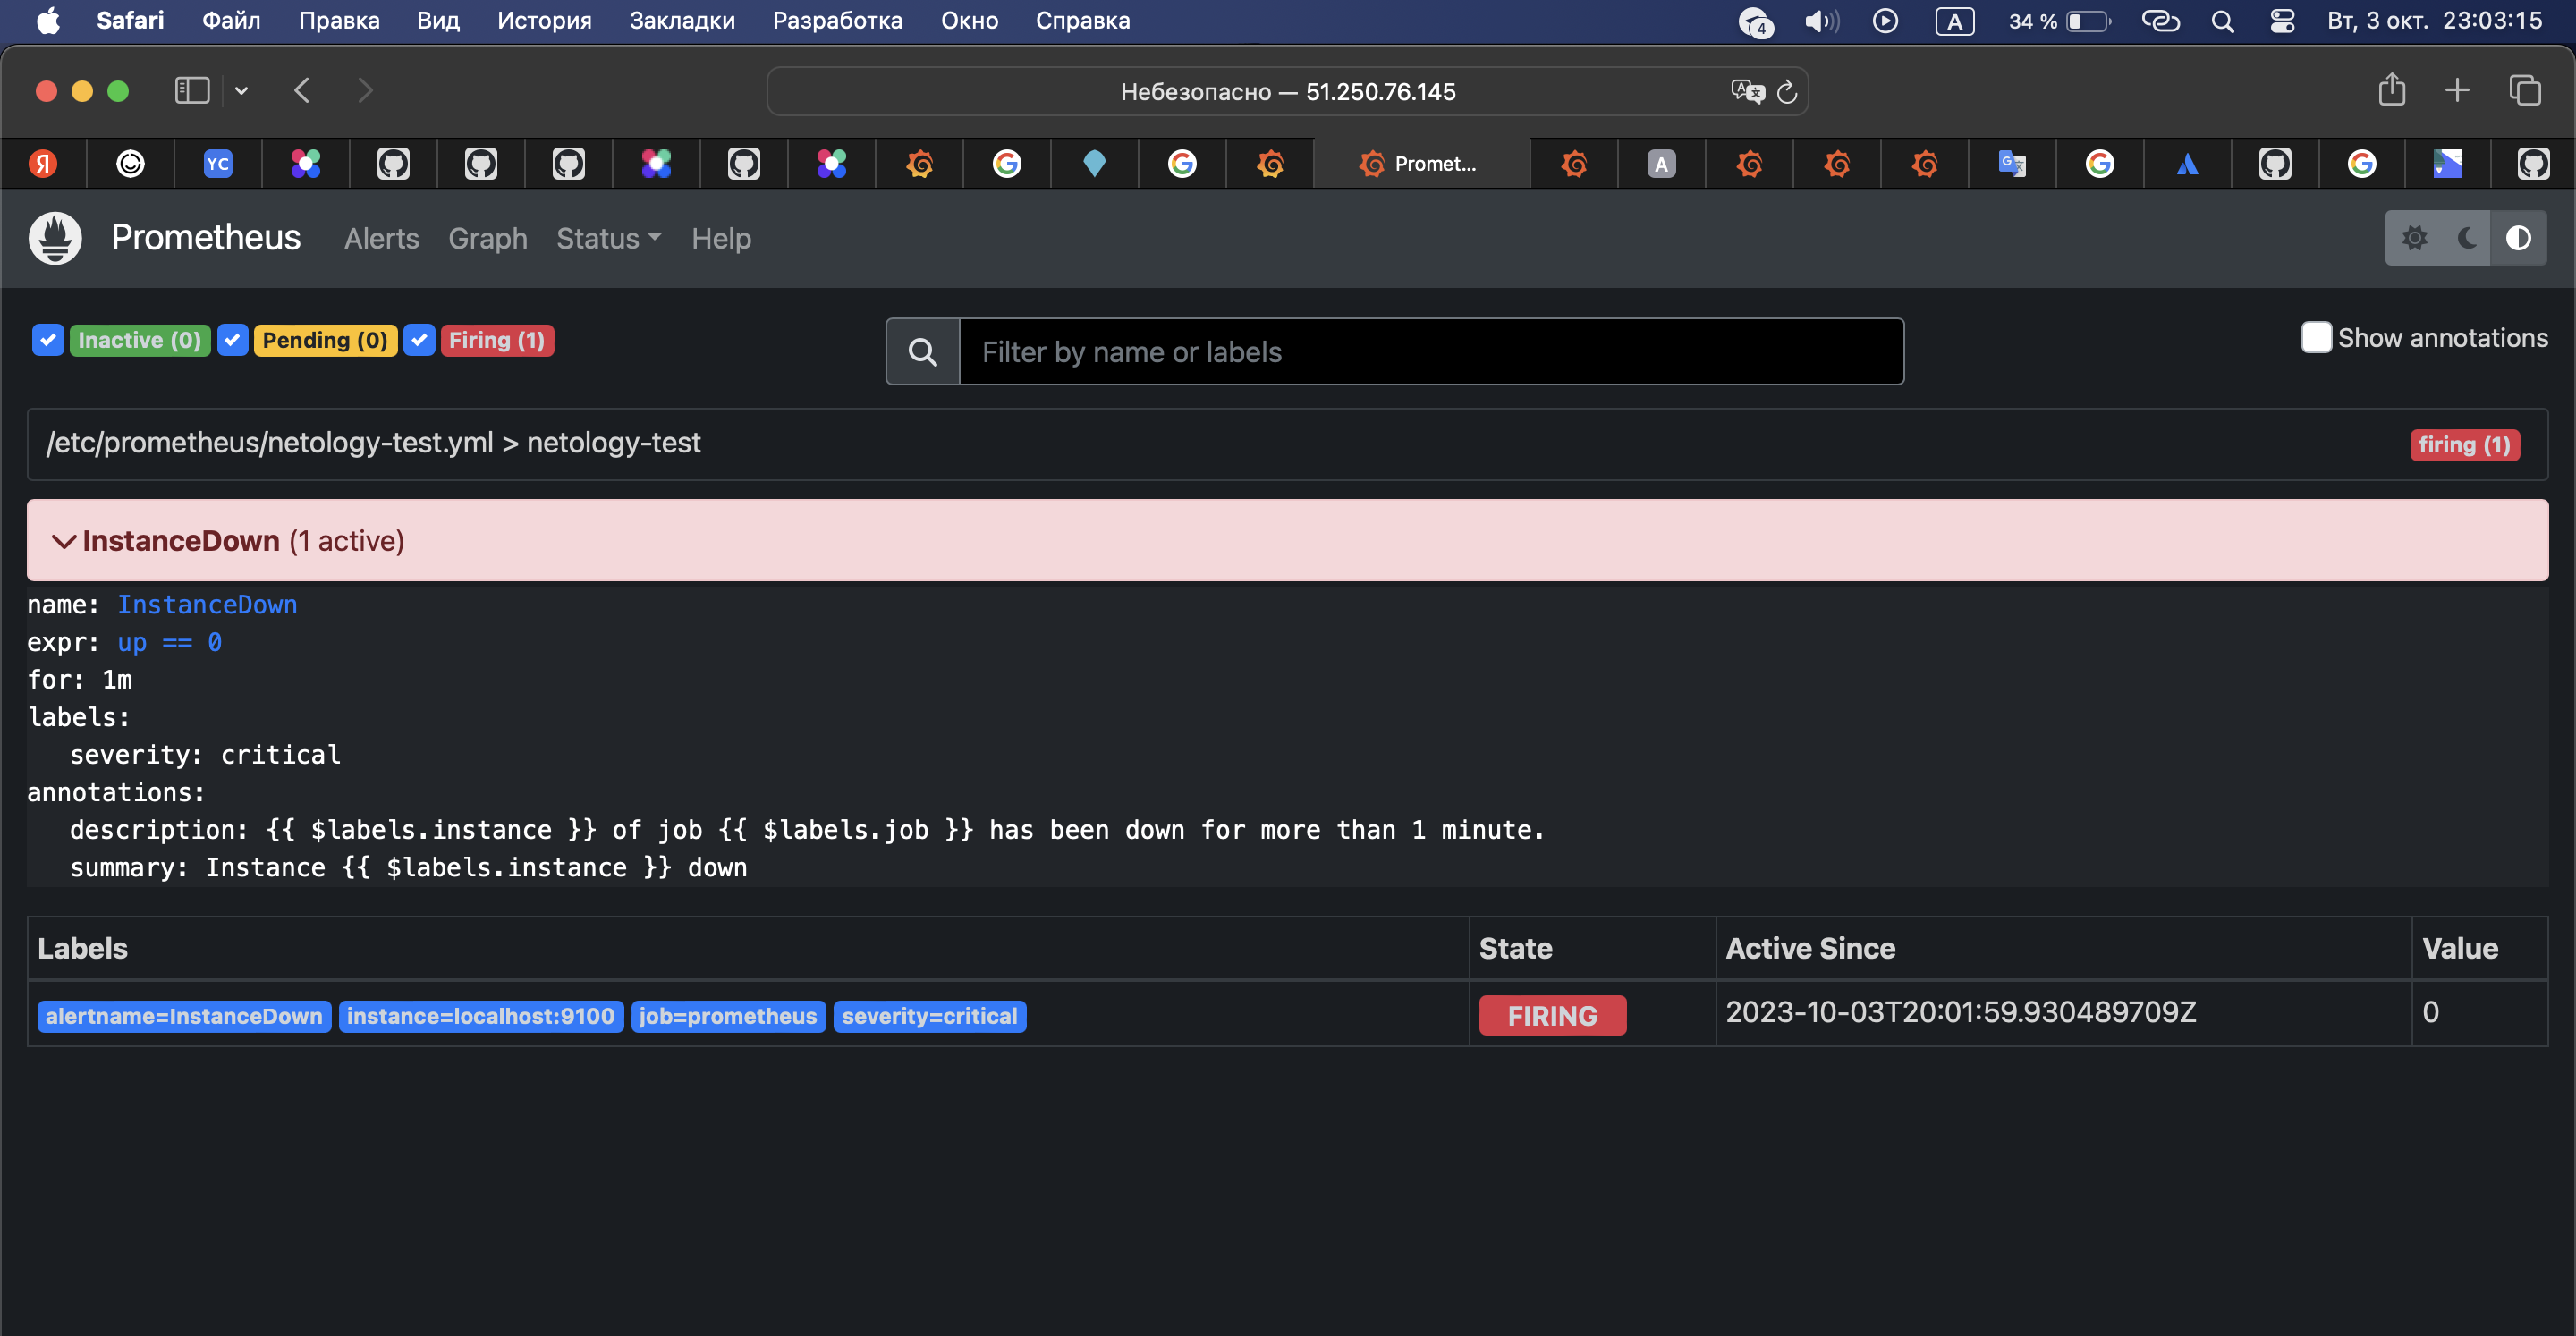 Safari Файл Правка Вид История Закладки Разработка Окно Справка 4 A 34 % Вт, 3 окт. 23:03:15
Небезопасно — 51.250.76.145
Я YC Promet... A
Prometheus Alerts Graph Status Help
Inactive (0) Pending (0) Firing (1) Filter by name or labels Show annotations
/etc/prometheus/netology-test.yml > netology-test firing (1)
InstanceDown (1 active)
name: InstanceDown
expr: up == 0
for: 1m
labels:
severity: critical
annotations:
description: {{ $labels.instance }} of job {{ $labels.job }} has been down for more than 1 minute.
summary: Instance {{ $labels.instance }} down
Labels State Active Since Value
alertname=InstanceDown instance=localhost:9100 job=prometheus severity=critical FIRING 2023-10-03T20:01:59.930489709Z 0